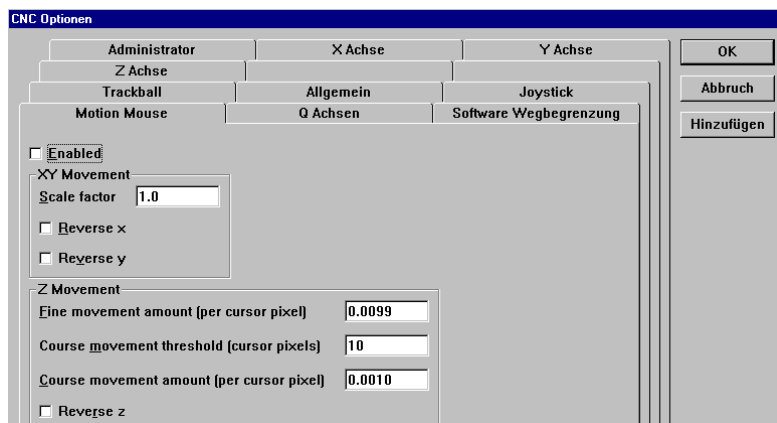 CNC Optionen
Administrator X Achse Y Achse
OK
Z Achse
Trackball Allgemein Joystick
Abbruch
Motion Mouse Q Achsen Software Wegbegrenzung
Hinzufügen
Enabled
XY Movement
Scale factor 1.0
Reverse x
Reverse y
Z Movement
Fine movement amount (per cursor pixel) 0.0099
Course movement threshold (cursor pixels) 10
Course movement amount (per cursor pixel) 0.0010
Reverse z